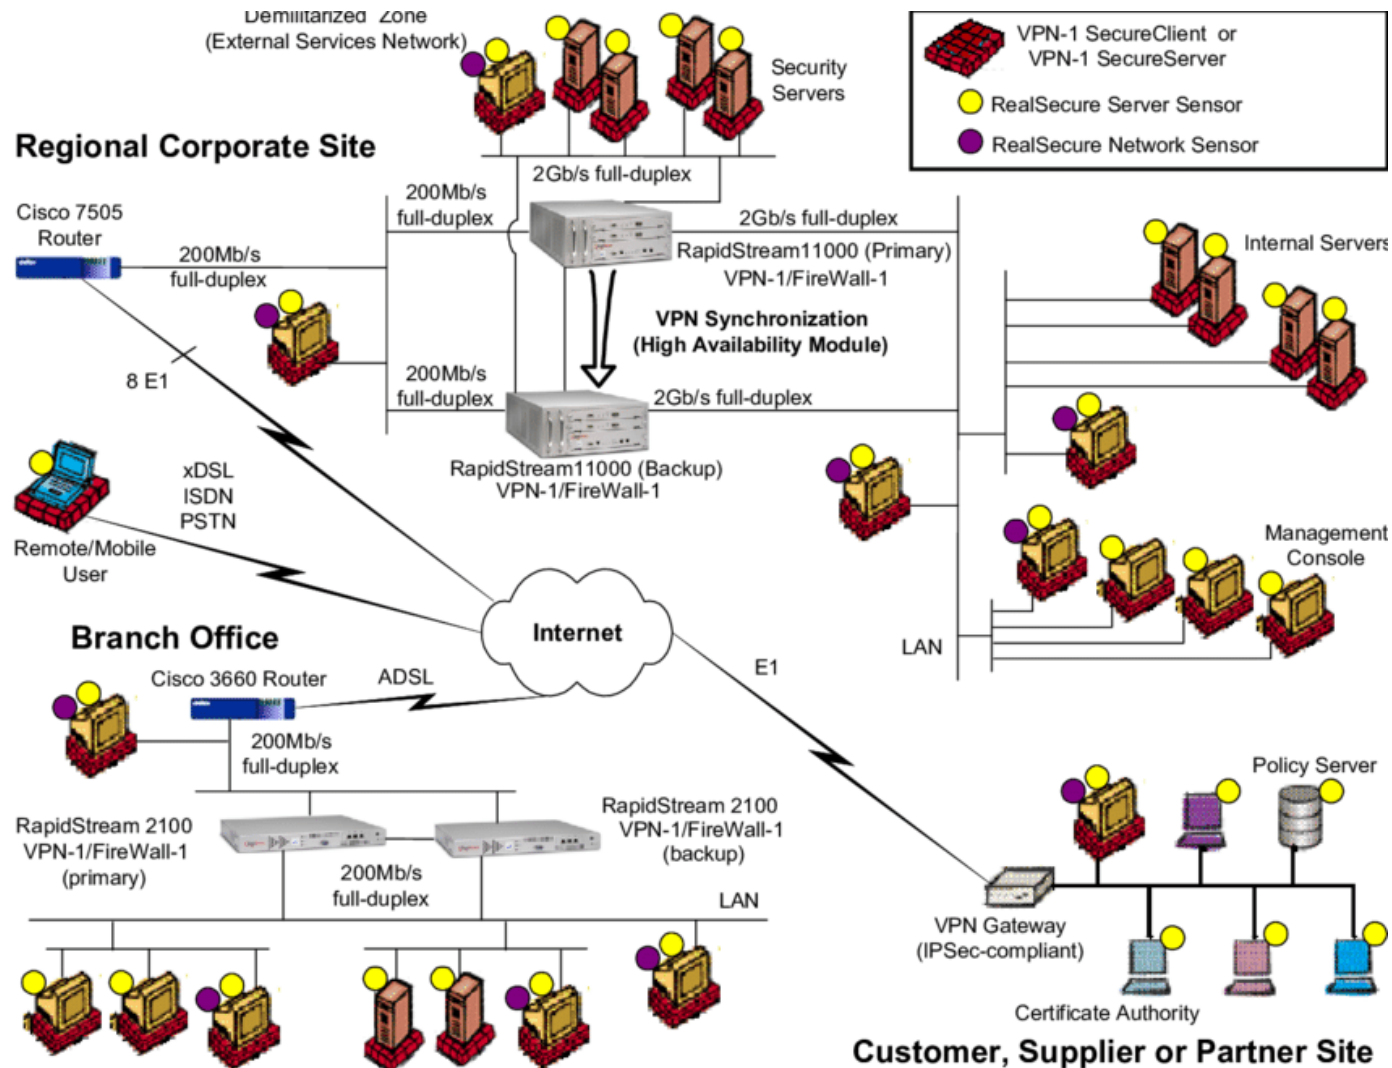 Demilitarized Zone
(External Services Network)
Security
Servers
VPN-1 SecureClient or
VPN-1 SecureServer
RealSecure Server Sensor
RealSecure Network Sensor
Regional Corporate Site
2Gb/s full-duplex
200Mb/s
full-duplex
2Gb/s full-duplex
Cisco 7505
Router
200Mb/s
full-duplex
RapidStream11000 (Primary)
VPN-1/FireWall-1
Internal Servers
VPN Synchronization
(High Availability Module)
8 E1
200Mb/s
full-duplex
2Gb/s full-duplex
RapidStream11000 (Backup)
VPN-1/FireWall-1
xDSL
ISDN
PSTN
Remote/Mobile
User
Management
Console
Internet
LAN
Branch Office
Cisco 3660 Router
ADSL
E1
200Mb/s
full-duplex
Policy Server
RapidStream 2100
VPN-1/FireWall-1
(primary)
RapidStream 2100
VPN-1/FireWall-1
(backup)
200Mb/s
full-duplex
LAN
VPN Gateway
(IPSec-compliant)
Certificate Authority
Customer, Supplier or Partner Site